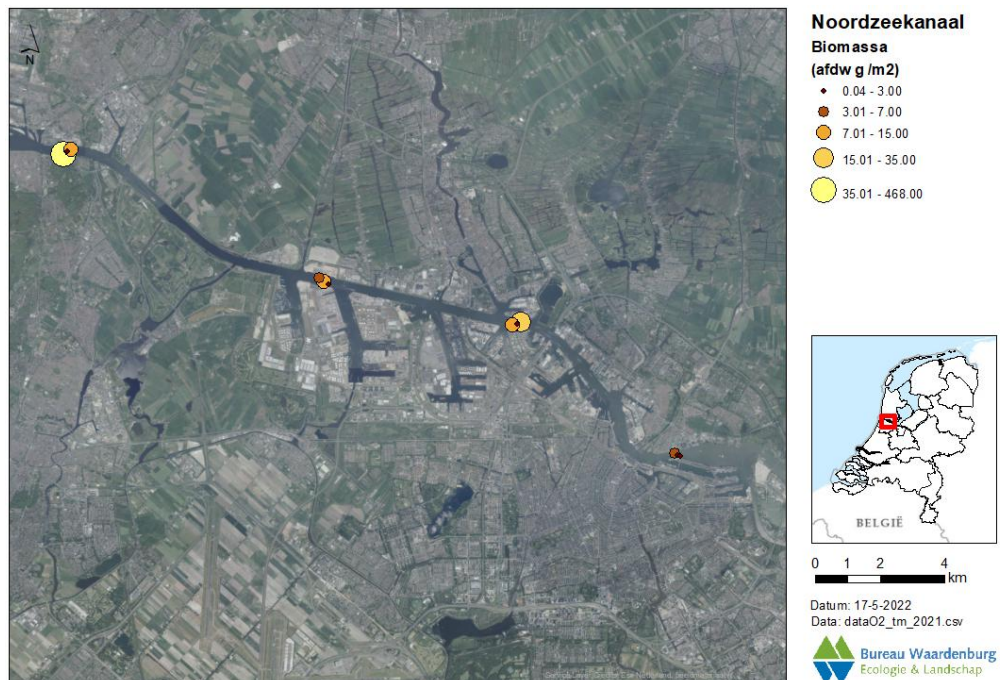 N
Noordzeekanaal
Biomassa
(afdw g /m2)
0.04 - 3.00
3.01 - 7.00
7.01 - 15.00
15.01 - 35.00
35.01 - 468.00
BELGIË
0 1 2 4
km
Datum: 17-5-2022
Data: dataO2_tm_2021.csv
Bureau Waardenburg
Ecologie & Landschap